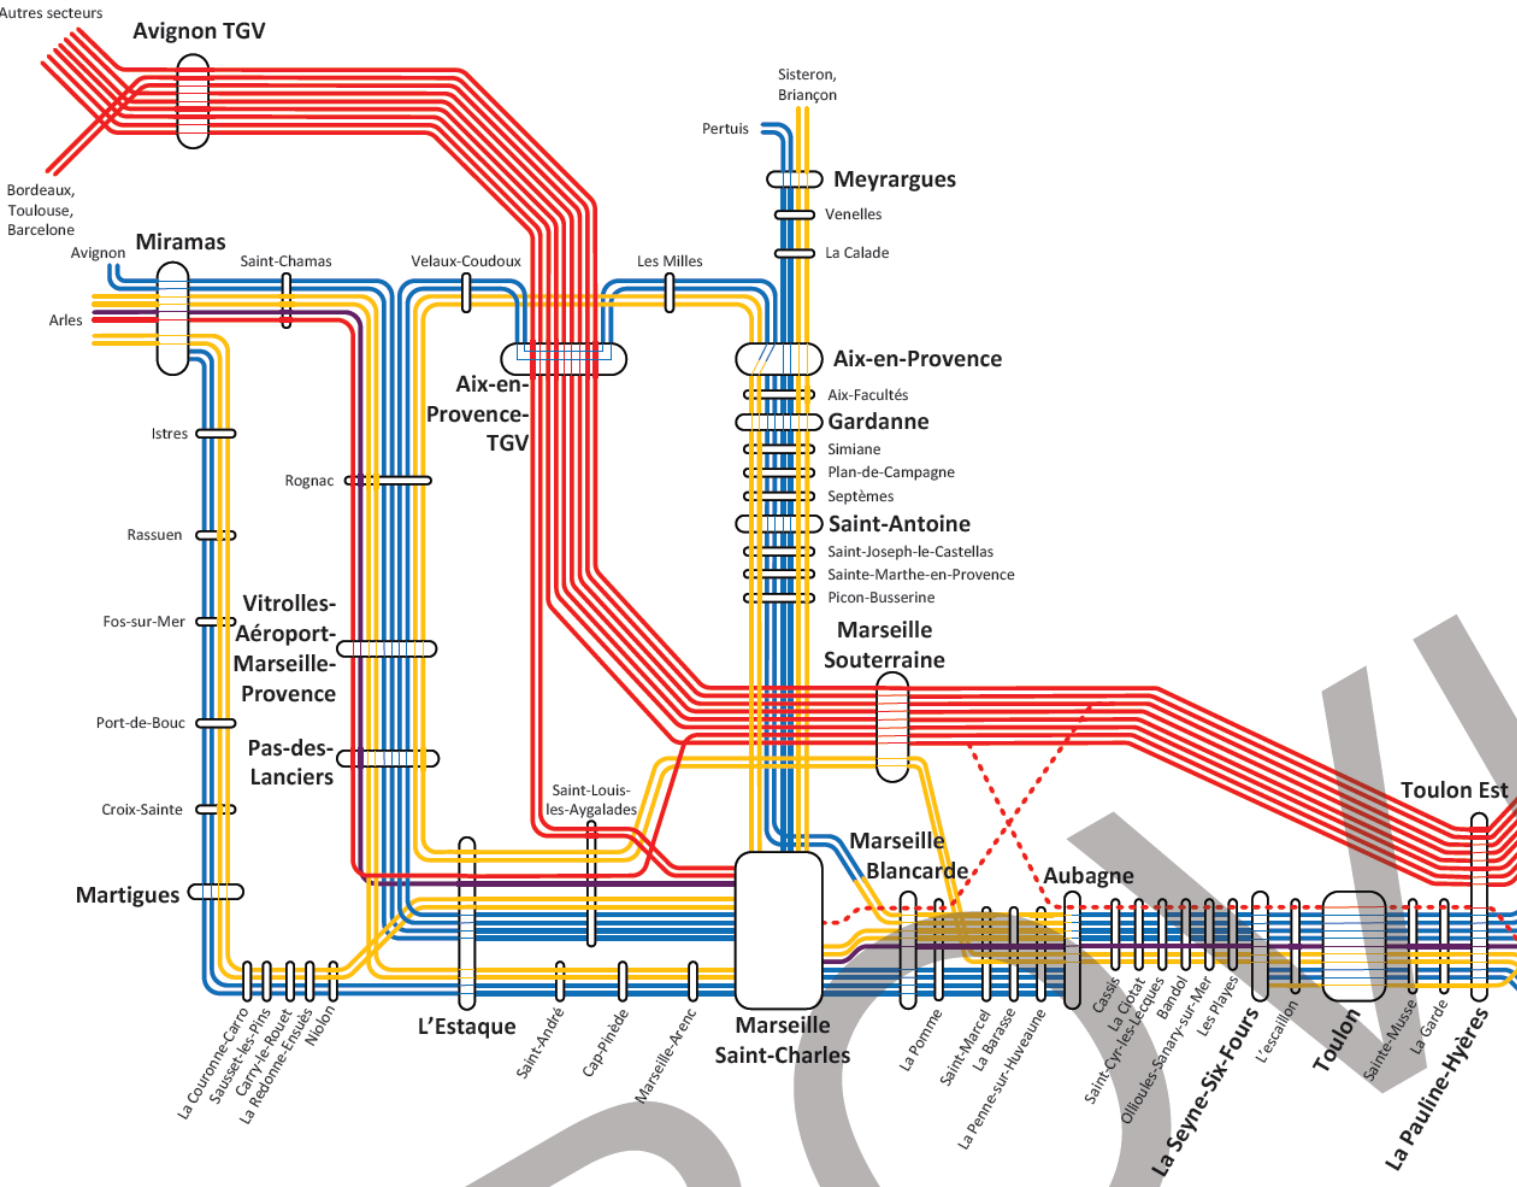 Autres secteurs
Avignon TGV
Sisteron,
Briançon
Pertuis
Bordeaux,
Toulouse,
Barcelone
Meyrargues
Venelles
La Calade
Avignon
Miramas
Saint-Chamas
Velaux-Coudoux
Les Milles
Arles
Aix-en-
Provence-
TGV
Aix-en-Provence
Aix-Facultés
Gardanne
Simiane
Plan-de-Campagne
Septèmes
Saint-Antoine
Saint-Joseph-le-Castellas
Sainte-Marthe-en-Provence
Picon-Busserine
Istres
Rognac
Rassuen
Fos-sur-Mer
Vitrolles-
Aéroport-
Marseille-
Provence
Marseille
Souterraine
Port-de-Bouc
Pas-des-
Lanciers
Croix-Sainte
Saint-Louis-
les-Aygalades
Toulon Est
Marseille
Blancarde
Aubagne
Martigues
La Couronne-Carro
Sausset-les-Pins
Carry-le-Rouet
La Redonne-Ensuès
Niolon
L'Estaque
Saint-André
Cap-Pinède
Marseille-Arenc
Marseille
Saint-Charles
La Pomme
Saint-Marcel
La Barasse
La Penne-sur-Huveaune
Cassis
La Ciotat
Saint-Cyr-les-Lecques
Bandol
Ollioules-Sanary-sur-Mer
Les Playes
La Seyne-Six-Fours
L'escaillon
Toulon
Sainte-Musse
La Garde
La Pauline-Hyères